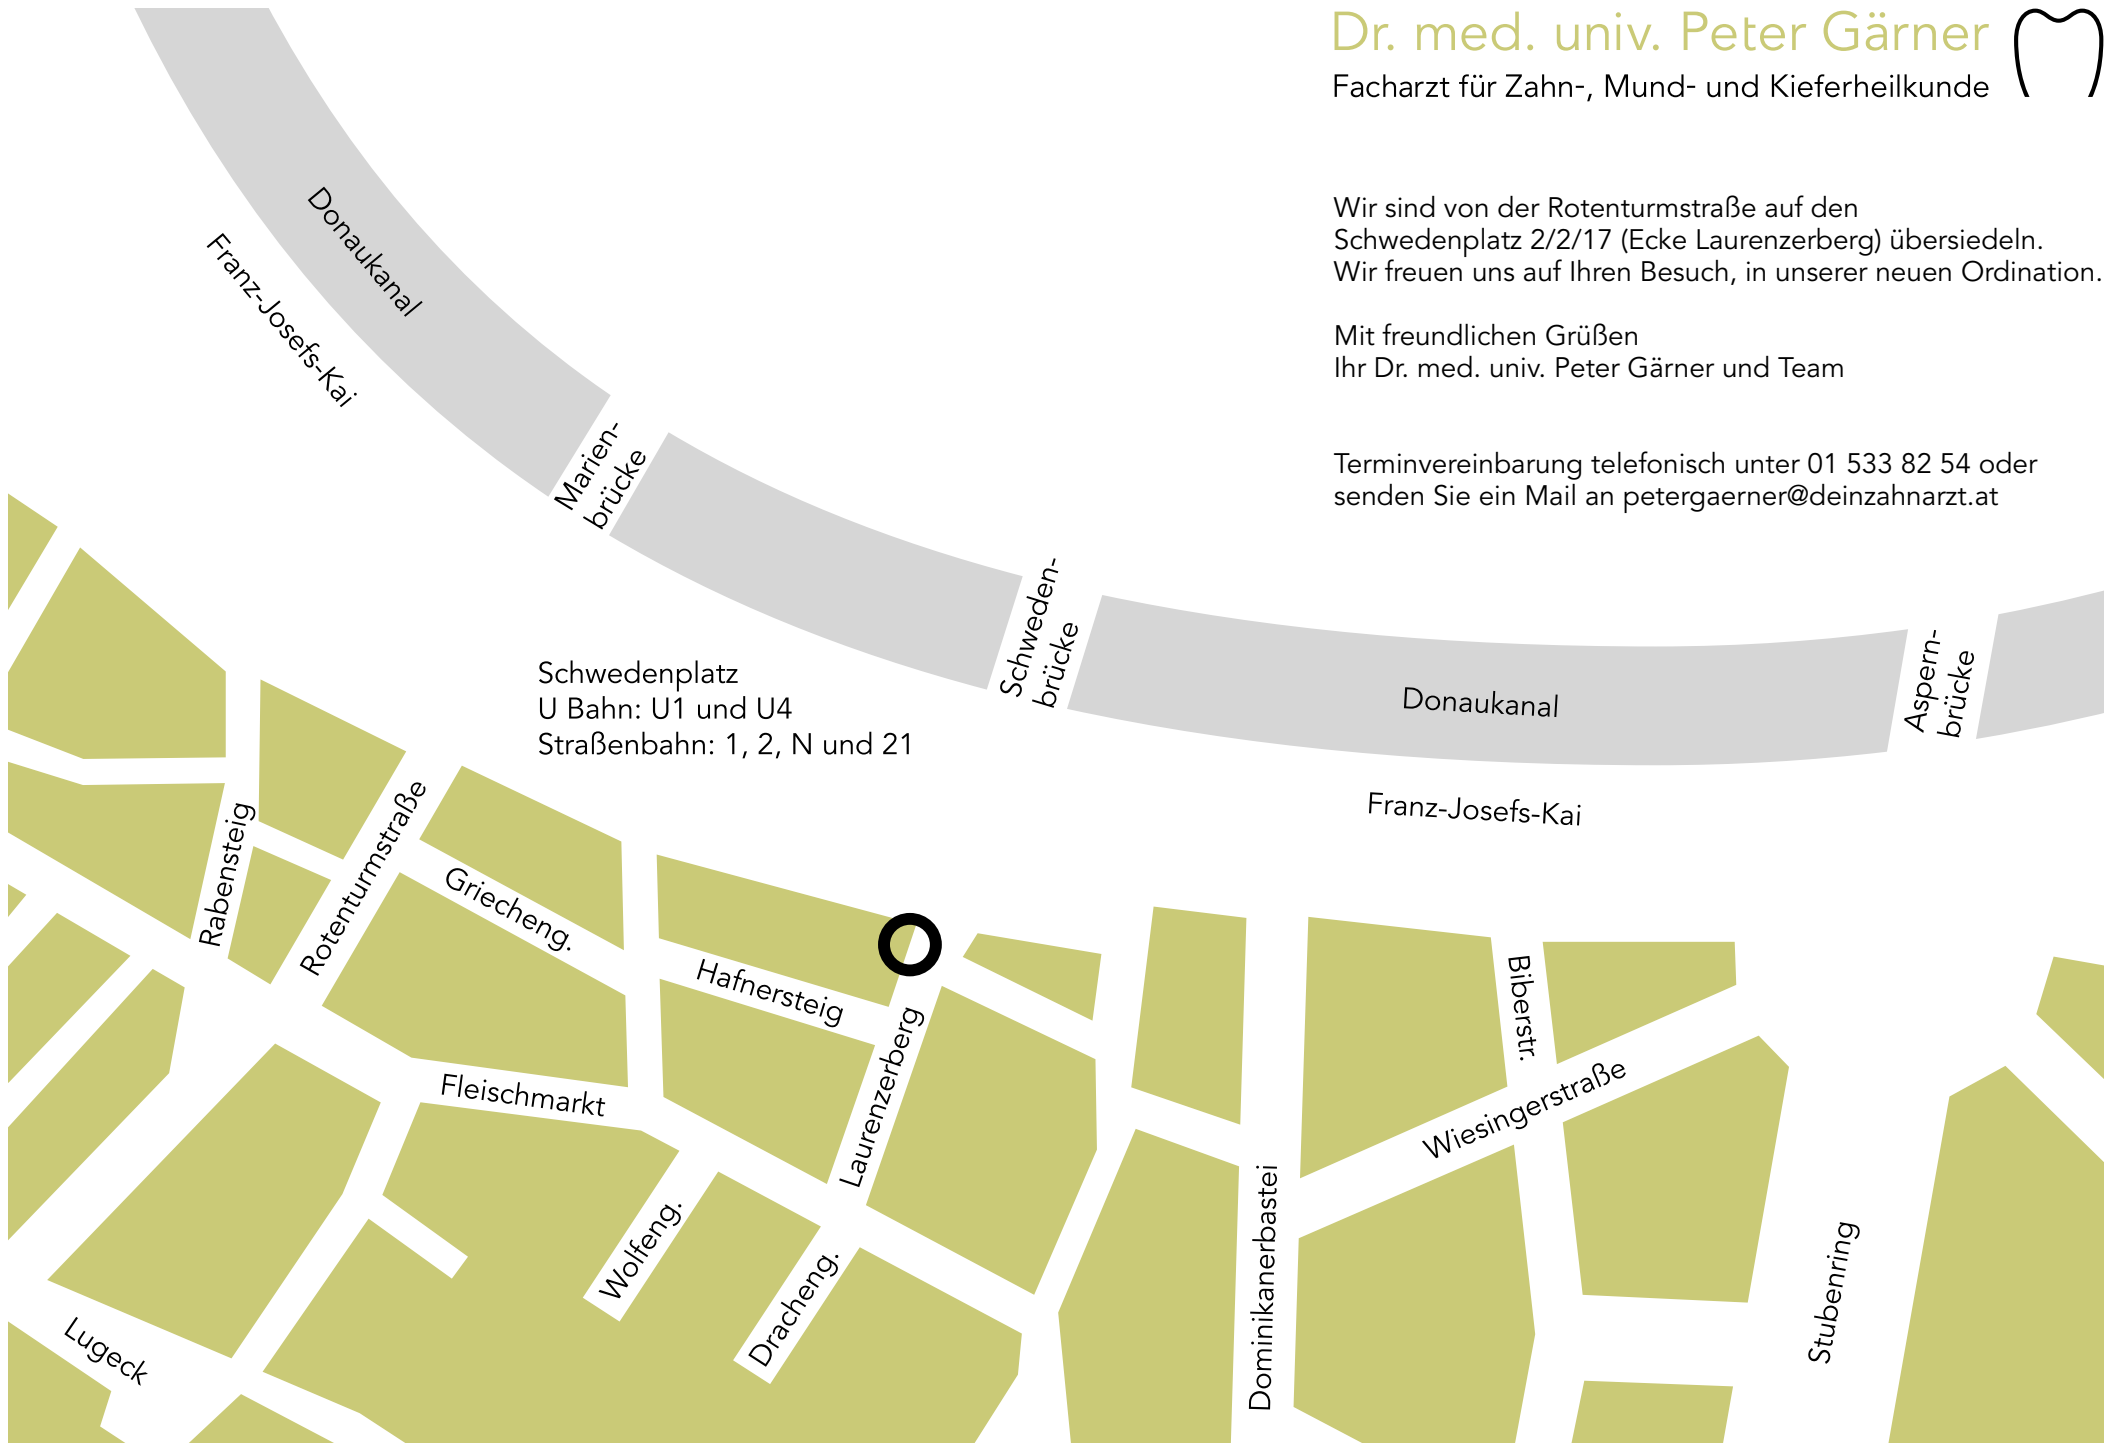 Dr. med. univ. Peter Gärner
Facharzt für Zahn-, Mund- und Kieferheilkunde
Wir sind von der Rotenturmstraße auf den
Schwedenplatz 2/2/17 (Ecke Laurenzerberg) übersiedeln.
Wir freuen uns auf Ihren Besuch, in unserer neuen Ordination.
Mit freundlichen Grüßen
Ihr Dr. med. univ. Peter Gärner und Team
Terminvereinbarung telefonisch unter 01 533 82 54 oder
senden Sie ein Mail an petergaerner@deinzahnarzt.at
Donaukanal
Franz-Josefs-Kai
Marien-
brücke
Schweden-
brücke
Aspern-
brücke
Schwedenplatz
U Bahn: U1 und U4
Straßenbahn: 1, 2, N und 21
Donaukanal
Franz-Josefs-Kai
Rabensteig
Rotenturmstraße
Griecheng.
Hafnersteig
Laurenzerberg
Fleischmarkt
Biberstr.
Wiesingerstraße
Wolfeng.
Dracheng.
Dominikanerbastei
Stubenring
Lugeck